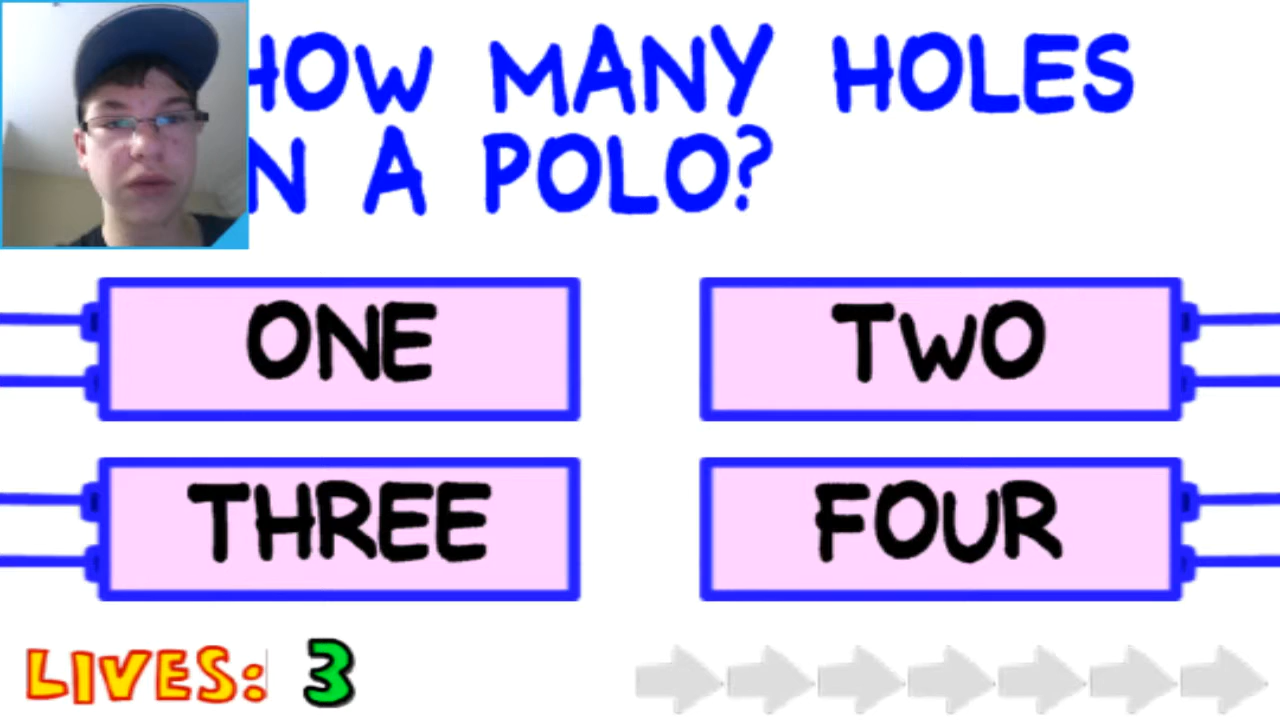 HOW MANY HOLES
N A POLO?
ONE
TWO
THREE
FOUR
LIVES: 3